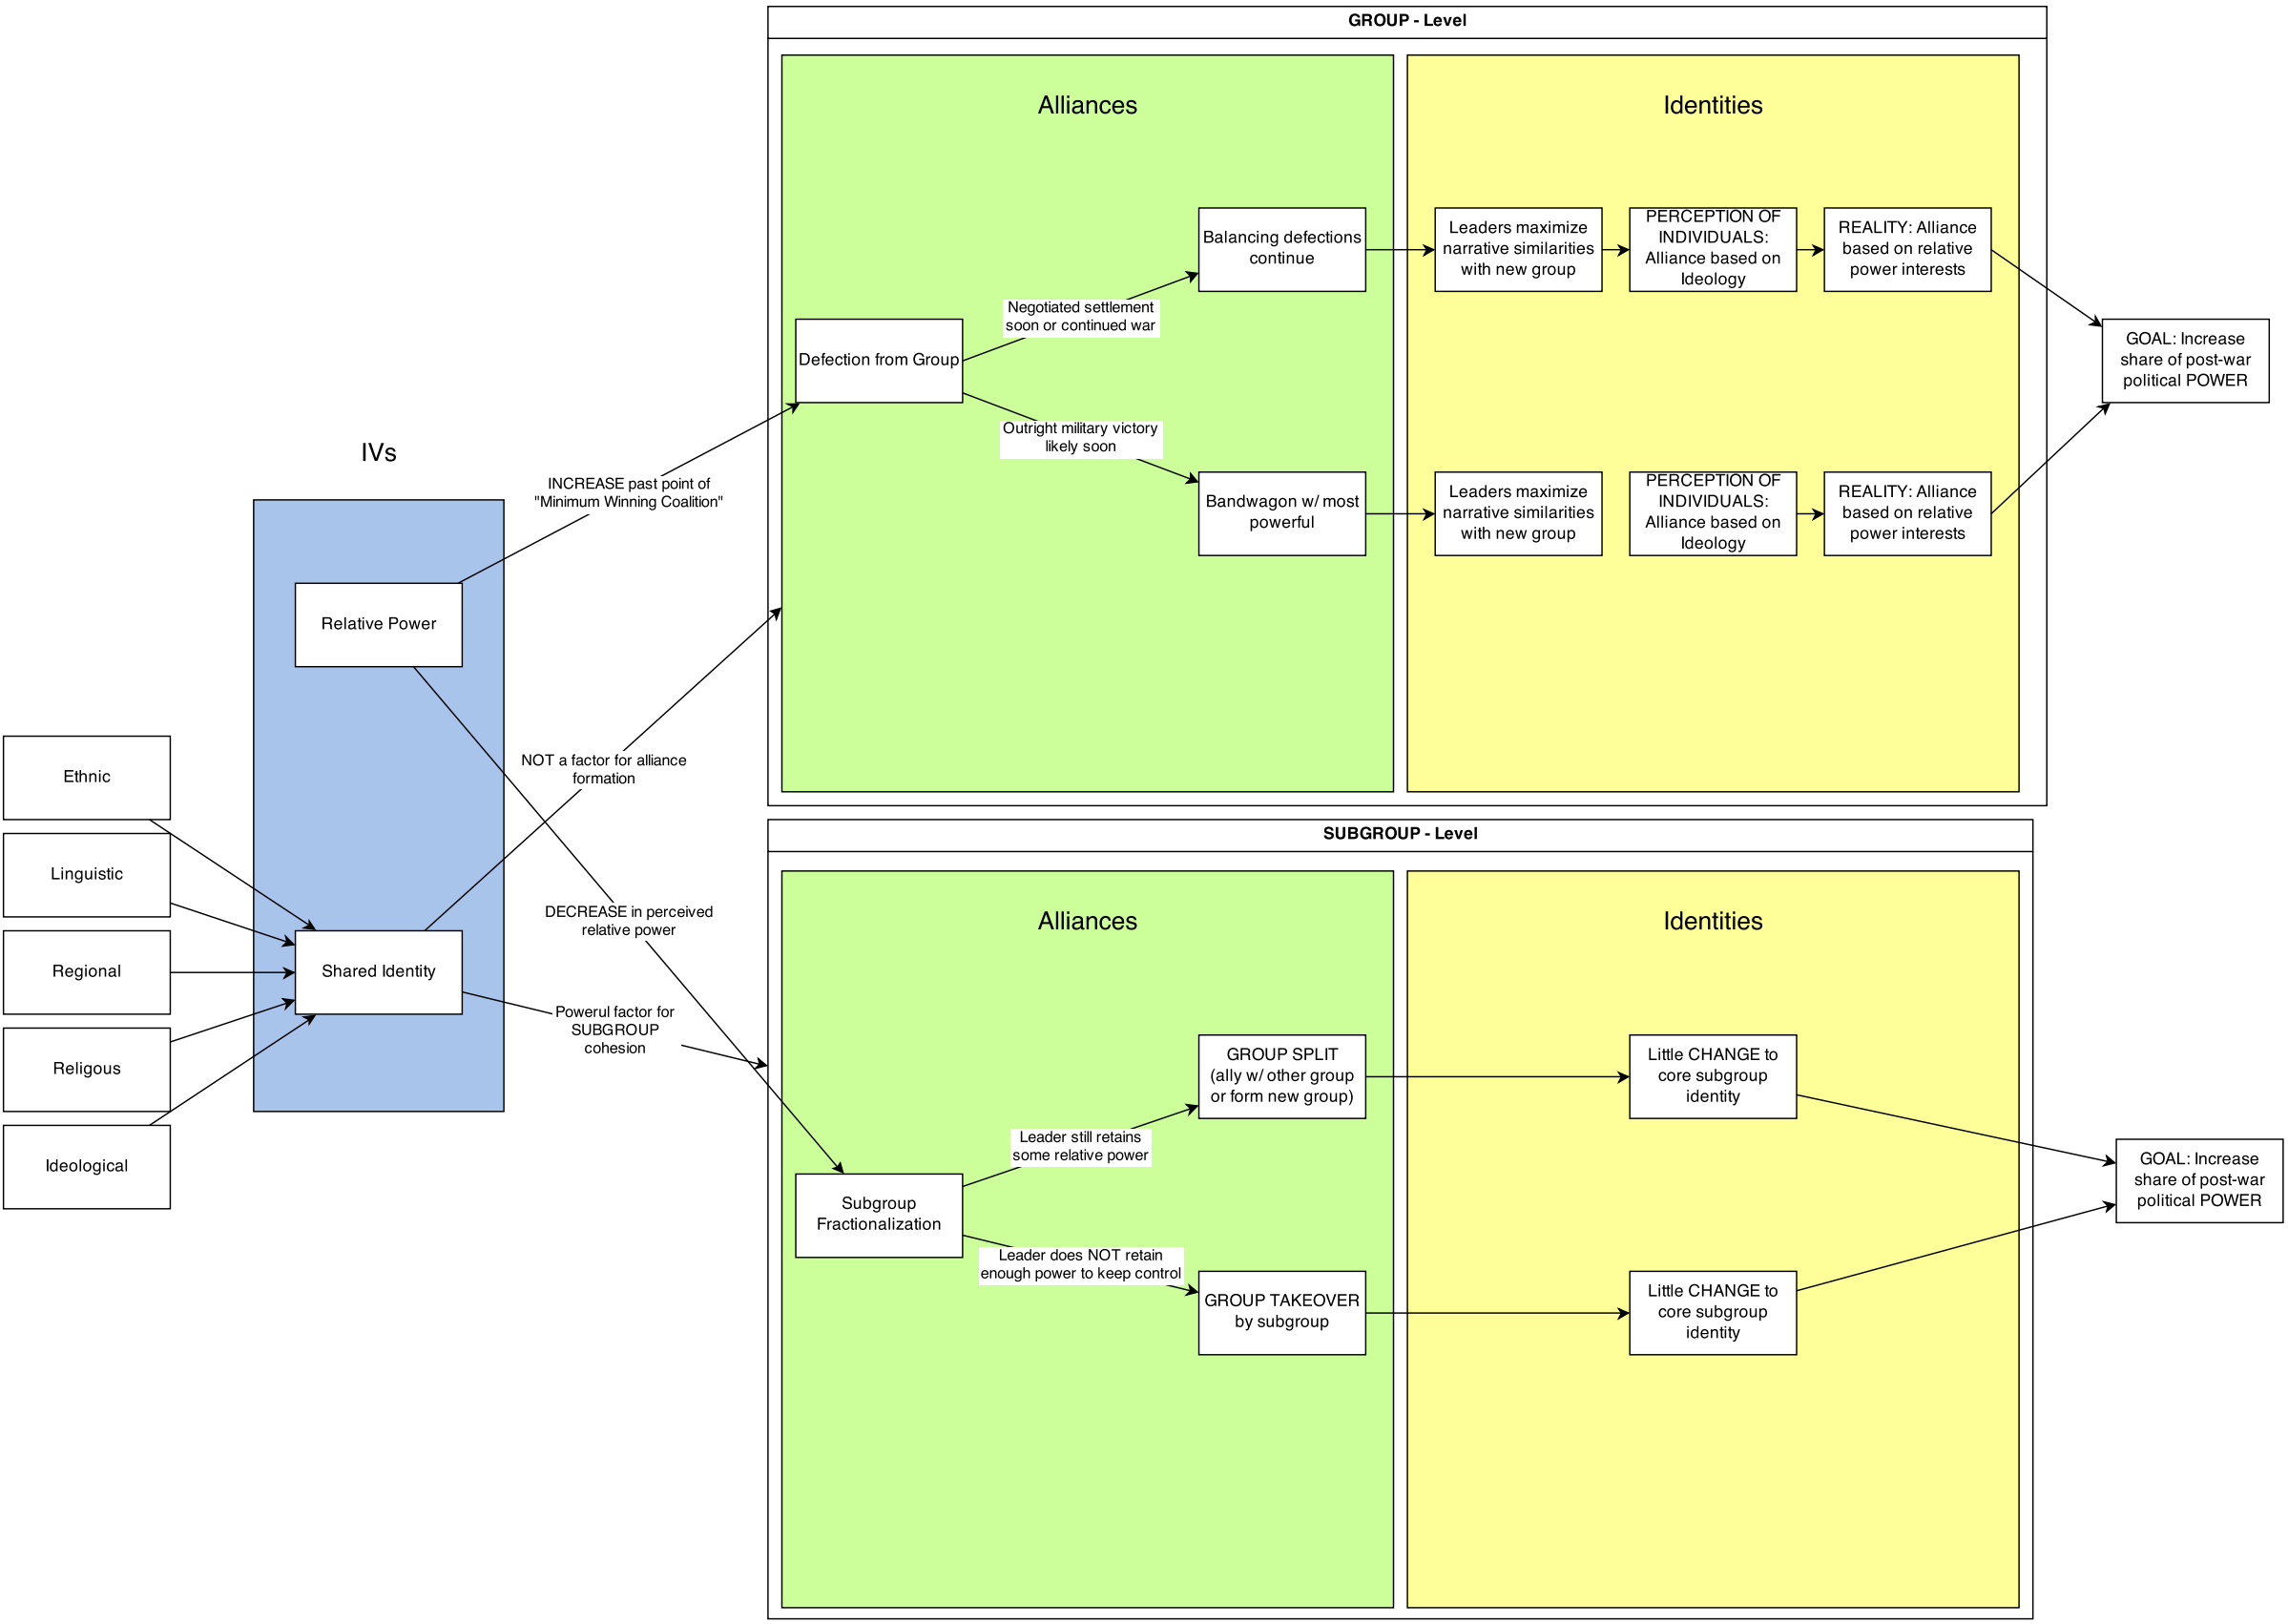 GROUP - Level
Alliances
Identities
Balancing defections
continue
Leaders maximize
narrative similarities
with new group
PERCEPTION OF
INDIVIDUALS:
Alliance based on
Ideology
REALITY: Alliance
based on relative
power interests
Negotiated settlement
soon or continued war
Defection from Group
GOAL: Increase
share of post-war
political POWER
Outright military victory
likely soon
Bandwagon w/ most
powerful
Leaders maximize
narrative similarities
with new group
PERCEPTION OF
INDIVIDUALS:
Alliance based on
Ideology
REALITY: Alliance
based on relative
power interests
IVs
INCREASE past point of
"Minimum Winning Coalition"
Relative Power
NOT a factor for alliance
formation
Ethnic
Linguistic
Regional
Religous
Ideological
Shared Identity
DECREASE in perceived
relative power
Powerul factor for
SUBGROUP
cohesion
SUBGROUP - Level
Alliances
Identities
GROUP SPLIT
(ally w/ other group
or form new group)
Little CHANGE to
core subgroup
identity
Leader still retains
some relative power
Subgroup
Fractionalization
GOAL: Increase
share of post-war
political POWER
Leader does NOT retain
enough power to keep control
GROUP TAKEOVER
by subgroup
Little CHANGE to
core subgroup
identity